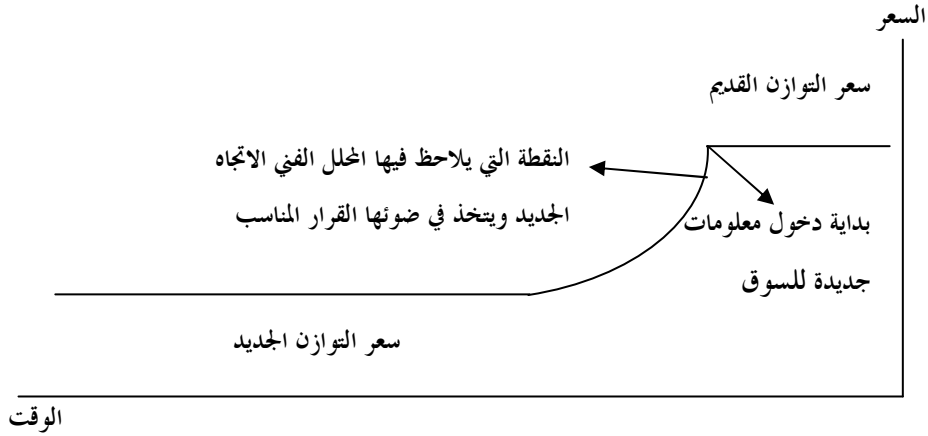 السعر
سعر التوازن القديم
النقطة التي يلاحظ فيها المحلل الفني الاتجاه
الجديد ويتخذ في ضوئها القرار المناسب
بداية دخول معلومات
جديدة للسوق
سعر التوازن الجديد
الوقت